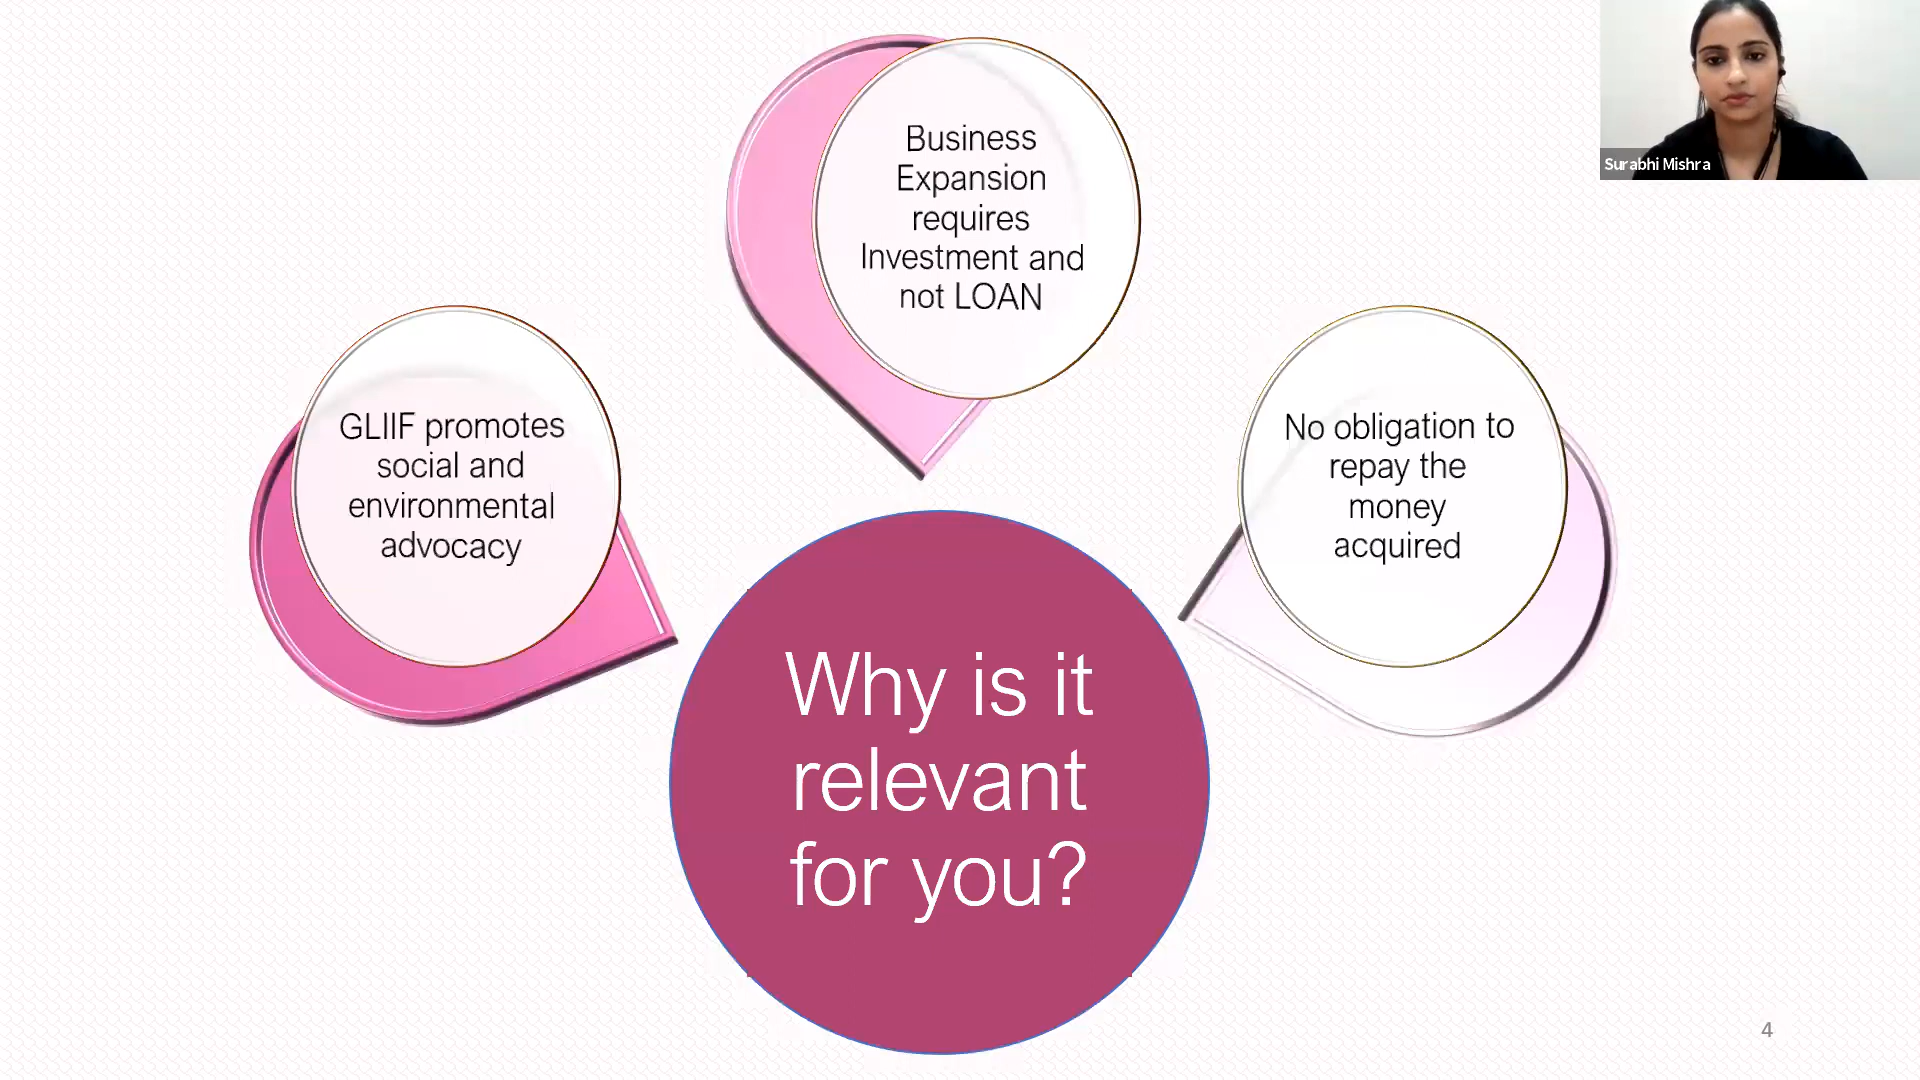 Business
Expansion
requires
Investment and
not LOAN
Surabhi Mishra
GLIIF promotes
social and
environmental
advocacy
No obligation to
repay the
money
acquired
Why is it
relevant
for you?
4